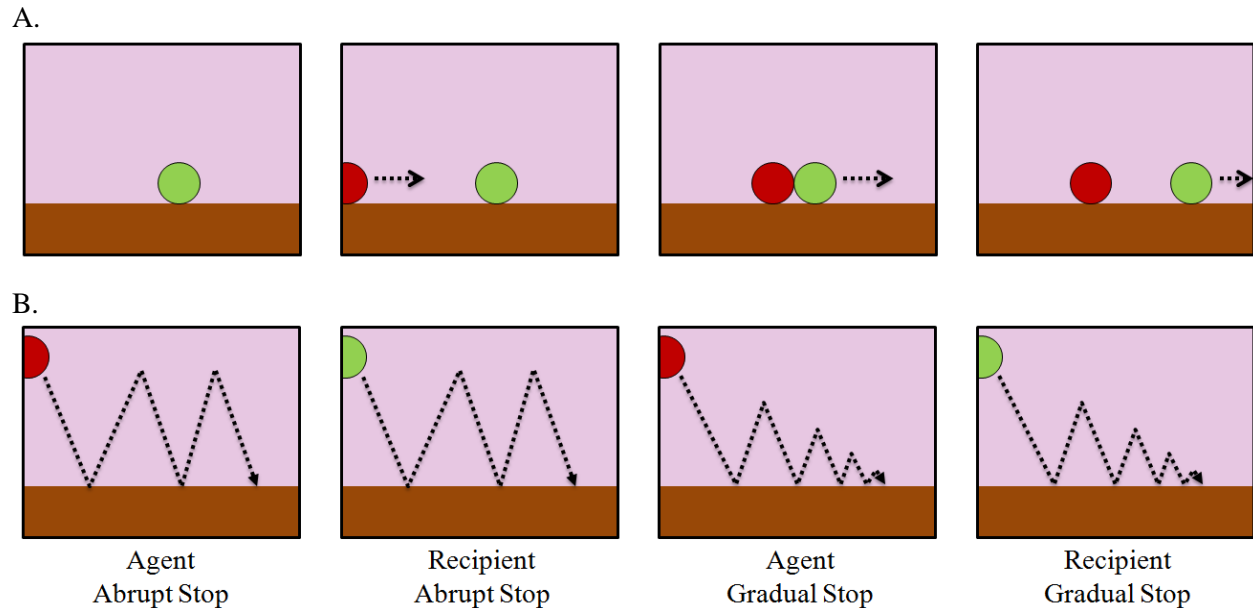 A.
B.
Agent
Abrupt Stop
Recipient
Abrupt Stop
Agent
Gradual Stop
Recipient
Gradual Stop